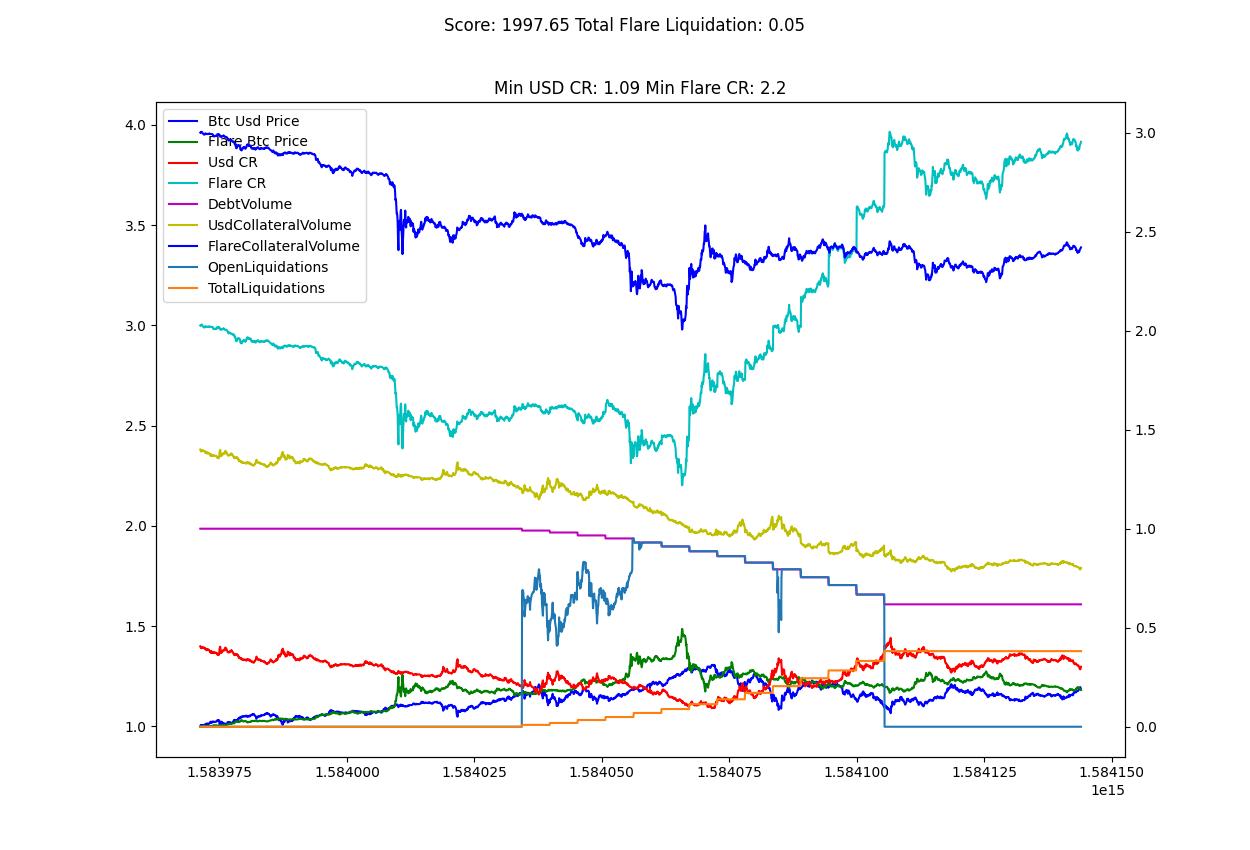 Score: 1997.65 Total Flare Liquidation: 0.05
Min USD CR: 1.09 Min Flare CR: 2.2
Btc Usd Price
Flare Btc Price
Usd CR
Flare CR
DebtVolume
UsdCollateralVolume
FlareCollateralVolume
OpenLiquidations
TotalLiquidations
4.0
3.5
3.0
2.5
2.0
1.5
1.0
3.0
2.5
2.0
1.5
1.0
0.5
0.0
1.583975 1.584000 1.584025 1.584050 1.584075 1.584100 1.584125 1.584150
1e15